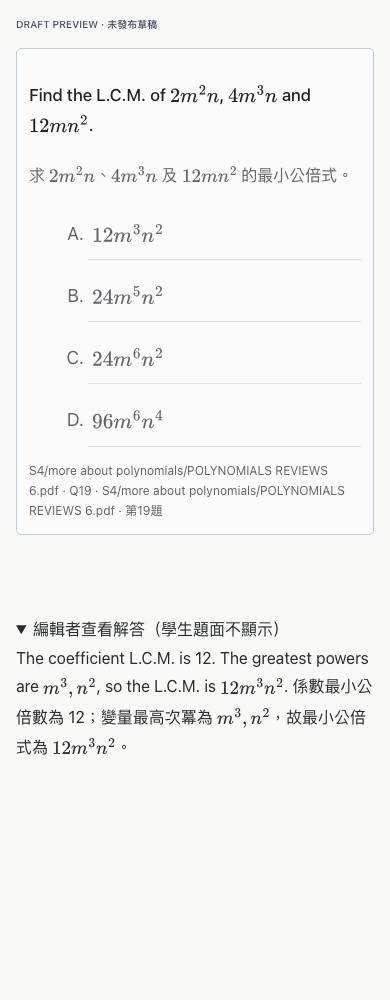 DRAFT PREVIEW · 未發布草稿
Find the L.C.M. of 2m²n, 4m³n and
12mn².
求 2m²n、4m³n 及 12mn² 的最小公倍式。
A. 12m³n²
B. 24m⁵n²
C. 24m⁶n²
D. 96m⁶n⁴
S4/more about polynomials/POLYNOMIALS REVIEWS
6.pdf · Q19 · S4/more about polynomials/POLYNOMIALS
REVIEWS 6.pdf · 第19題
▼ 編輯者查看解答（學生題面不顯示）
The coefficient L.C.M. is 12. The greatest powers
are m³, n², so the L.C.M. is 12m³n². 係數最小公
倍數為 12；變量最高次冪為 m³, n²，故最小公倍
式為 12m³n²。